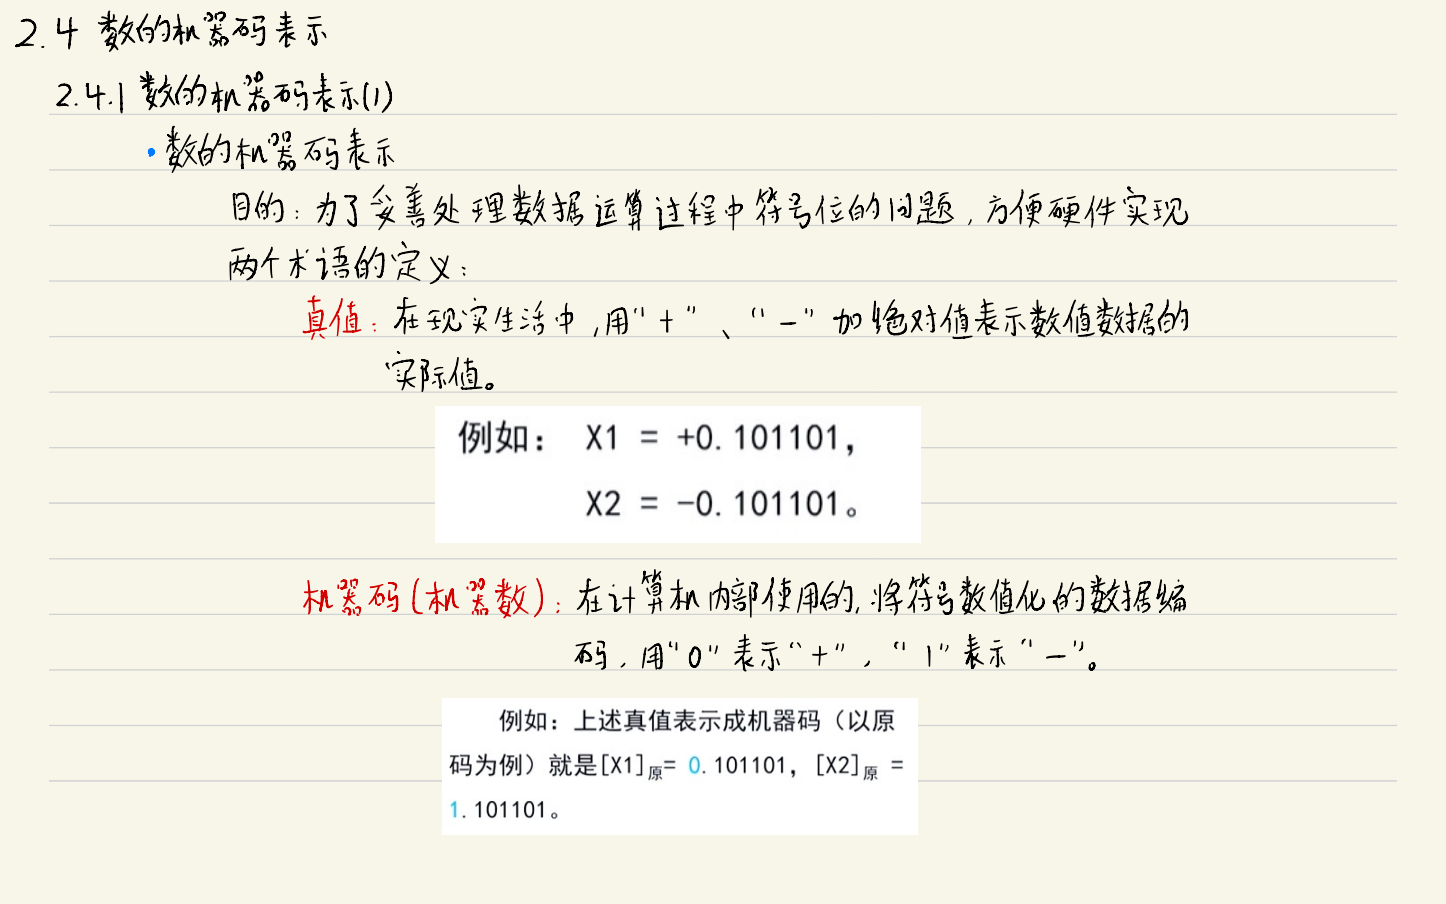 2.4 数的机器码表示
2.4.1 数的机器码表示(1)
·数的机器码表示
目的：为了妥善处理数据运算过程中符号位的问题，方便硬件实现
两个术语的定义：
真值：在现实生活中，用“+”、“-”加绝对值表示数值数据的
实际值。
例如： X1 = +0.101101，
X2 = -0.101101。
机器码(机器数)：在计算机内部使用的，将符号数值化的数据编
码，用“0”表示“+”，“1”表示“-”。
例如：上述真值表示成机器码（以原
码为例）就是[X1]原= 0.101101，[X2]原 =
1.101101。